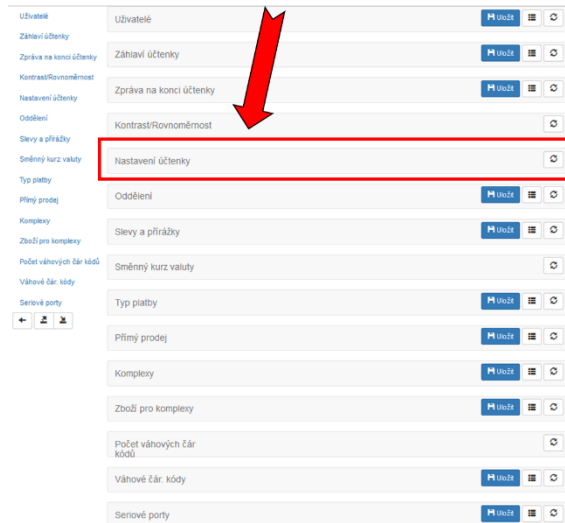 Uživatelé
Záhlaví účtenky
Zpráva na konci účtenky
Kontrast/Rovnoměrnost
Nastavení účtenky
Oddělení
Slevy a přirážky
Směnný kurz valuty
Typ platby
Přímý prodej
Komplexy
Zboží pro komplexy
Počet váhových čár kódů
Váhové čár. kódy
Seriové porty
Uživatelé Uložit
Záhlaví účtenky Uložit
Zpráva na konci účtenky Uložit
Kontrast/Rovnoměrnost
Nastavení účtenky
Oddělení Uložit
Slevy a přirážky Uložit
Směnný kurz valuty
Typ platby Uložit
Přímý prodej Uložit
Komplexy Uložit
Zboží pro komplexy Uložit
Počet váhových čár
kódů
Váhové čár. kódy Uložit
Seriové porty Uložit